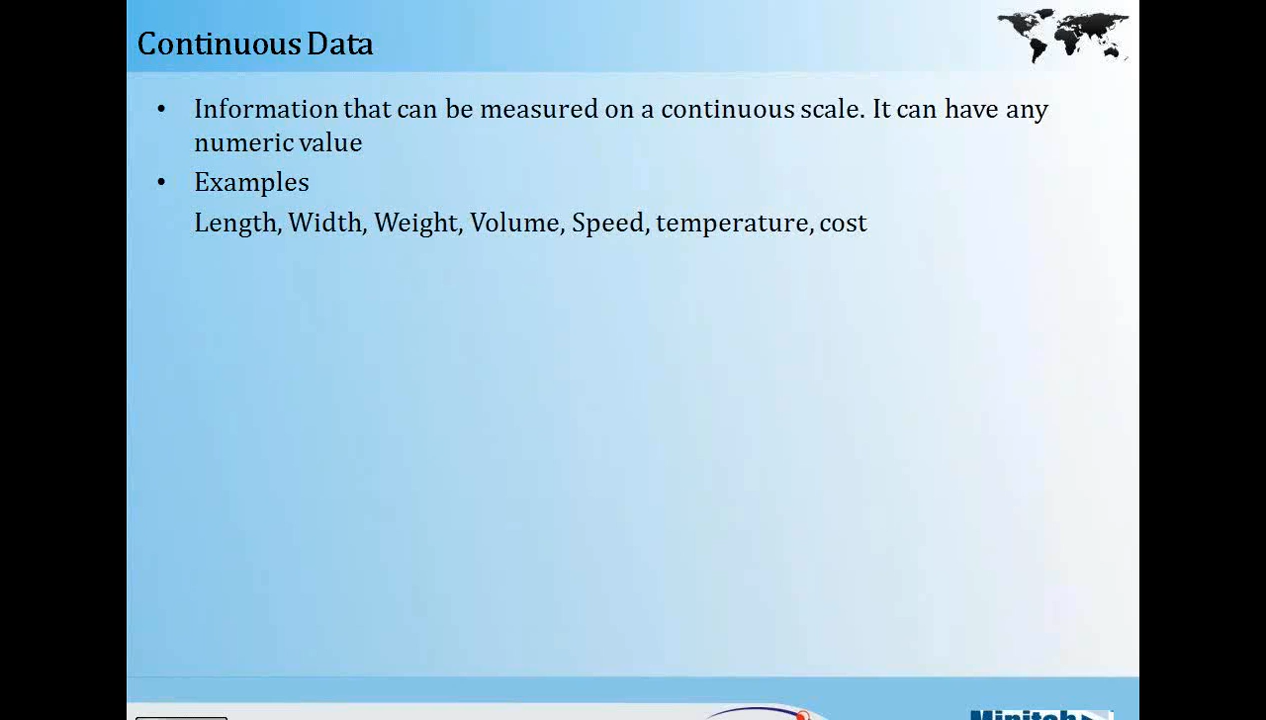 Continuous Data
• Information that can be measured on a continuous scale. It can have any
numeric value
• Examples
Length, Width, Weight, Volume, Speed, temperature, cost
Minitab